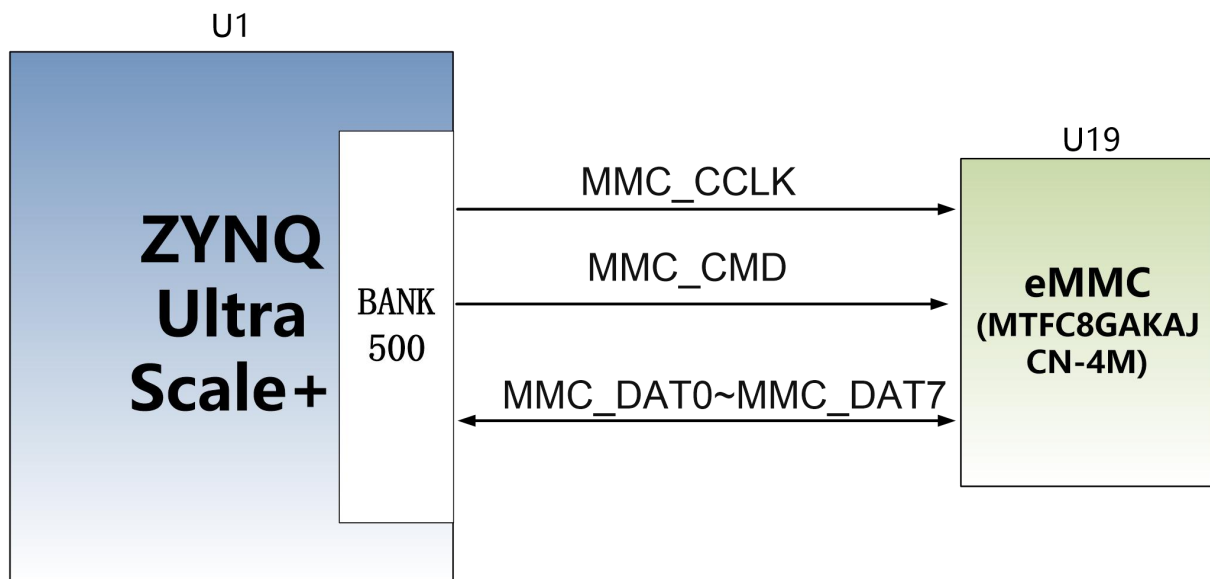 U1
ZYNQ
Ultra
Scale+
BANK
500
MMC_CCLK
MMC_CMD
MMC_DAT0~MMC_DAT7
U19
eMMC
(MTFC8GAKAJ
CN-4M)